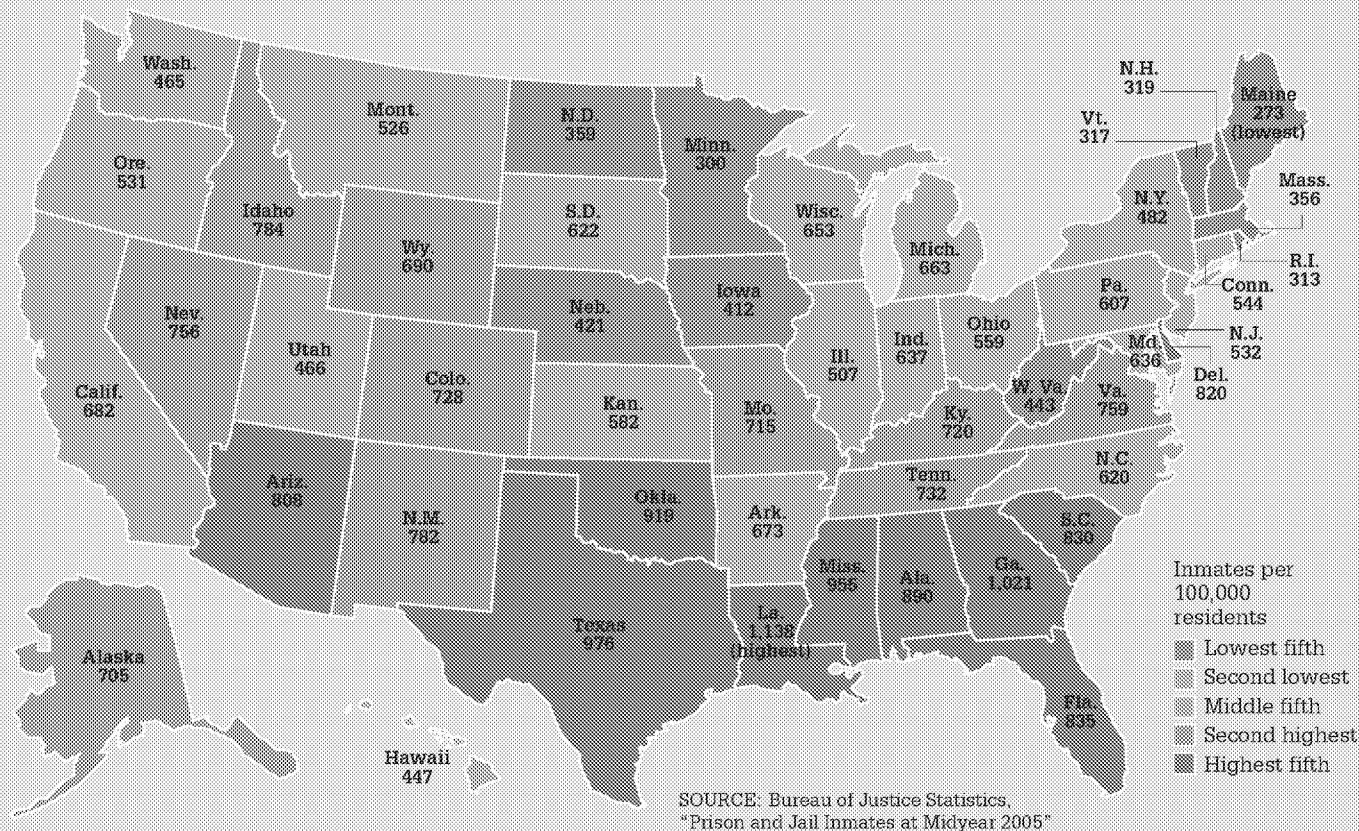 Wash.
465
Mont.
526
N.D.
359
Minn.
300
N.H.
319
Vt.
317
Maine
273
(lowest)
Ore.
531
Idaho
784
Wy.
690
S.D.
622
Wisc.
653
Mich.
663
N.Y.
482
Mass.
356
R.I.
313
Conn.
544
N.J.
532
Del.
820
Nev.
756
Utah
466
Colo.
728
Neb.
421
Iowa
412
Ill.
507
Ind.
637
Ohio
559
Pa.
607
Md.
636
W. Va.
443
Va.
759
Calif.
682
Kan.
582
Mo.
715
Ky.
720
Tenn.
732
N.C.
620
Ariz.
808
N.M.
782
Okla.
919
Ark.
673
S.C.
830
Miss.
955
Ala.
890
Ga.
1,021
Texas
976
La.
1,138
(highest)
Fla.
835
Alaska
705
Hawaii
447
Inmates per
100,000
residents
Lowest fifth
Second lowest
Middle fifth
Second highest
Highest fifth
SOURCE: Bureau of Justice Statistics,
“Prison and Jail Inmates at Midyear 2005”